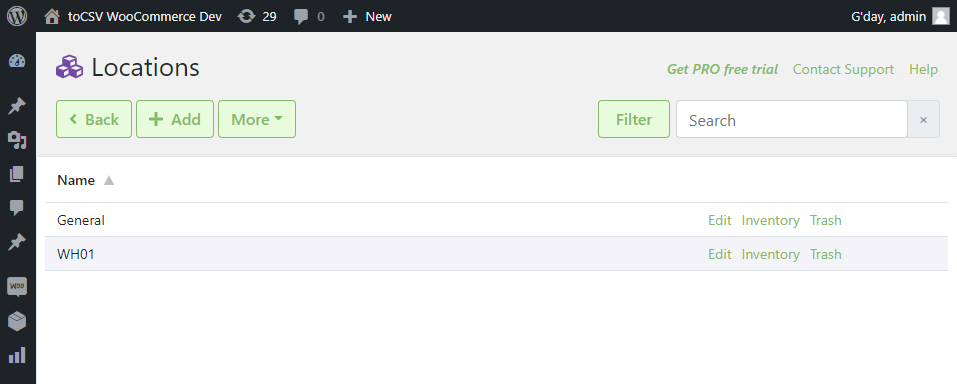 toCSV WooCommerce Dev 29 0 New G'day, admin
Locations Get PRO free trial Contact Support Help
Back Add More Filter Search ×
Name
General Edit Inventory Trash
WH01 Edit Inventory Trash
Woo